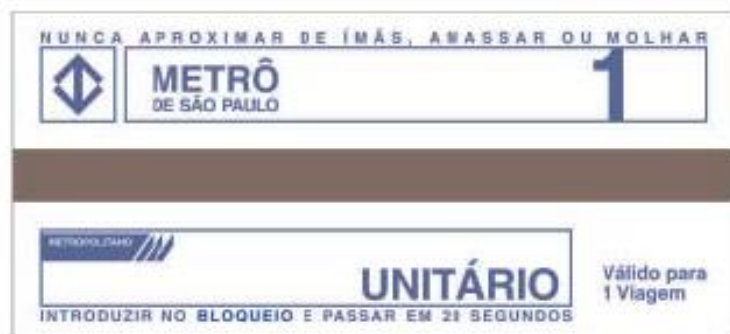 NUNCA APROXIMAR DE ÍMÃS, AMASSAR OU MOLHAR
METRÔ 1
DE SÃO PAULO
METROPOLITANO
UNITÁRIO
Válido para
1 Viagem
INTRODUZIR NO BLOQUEIO E PASSAR EM 20 SEGUNDOS